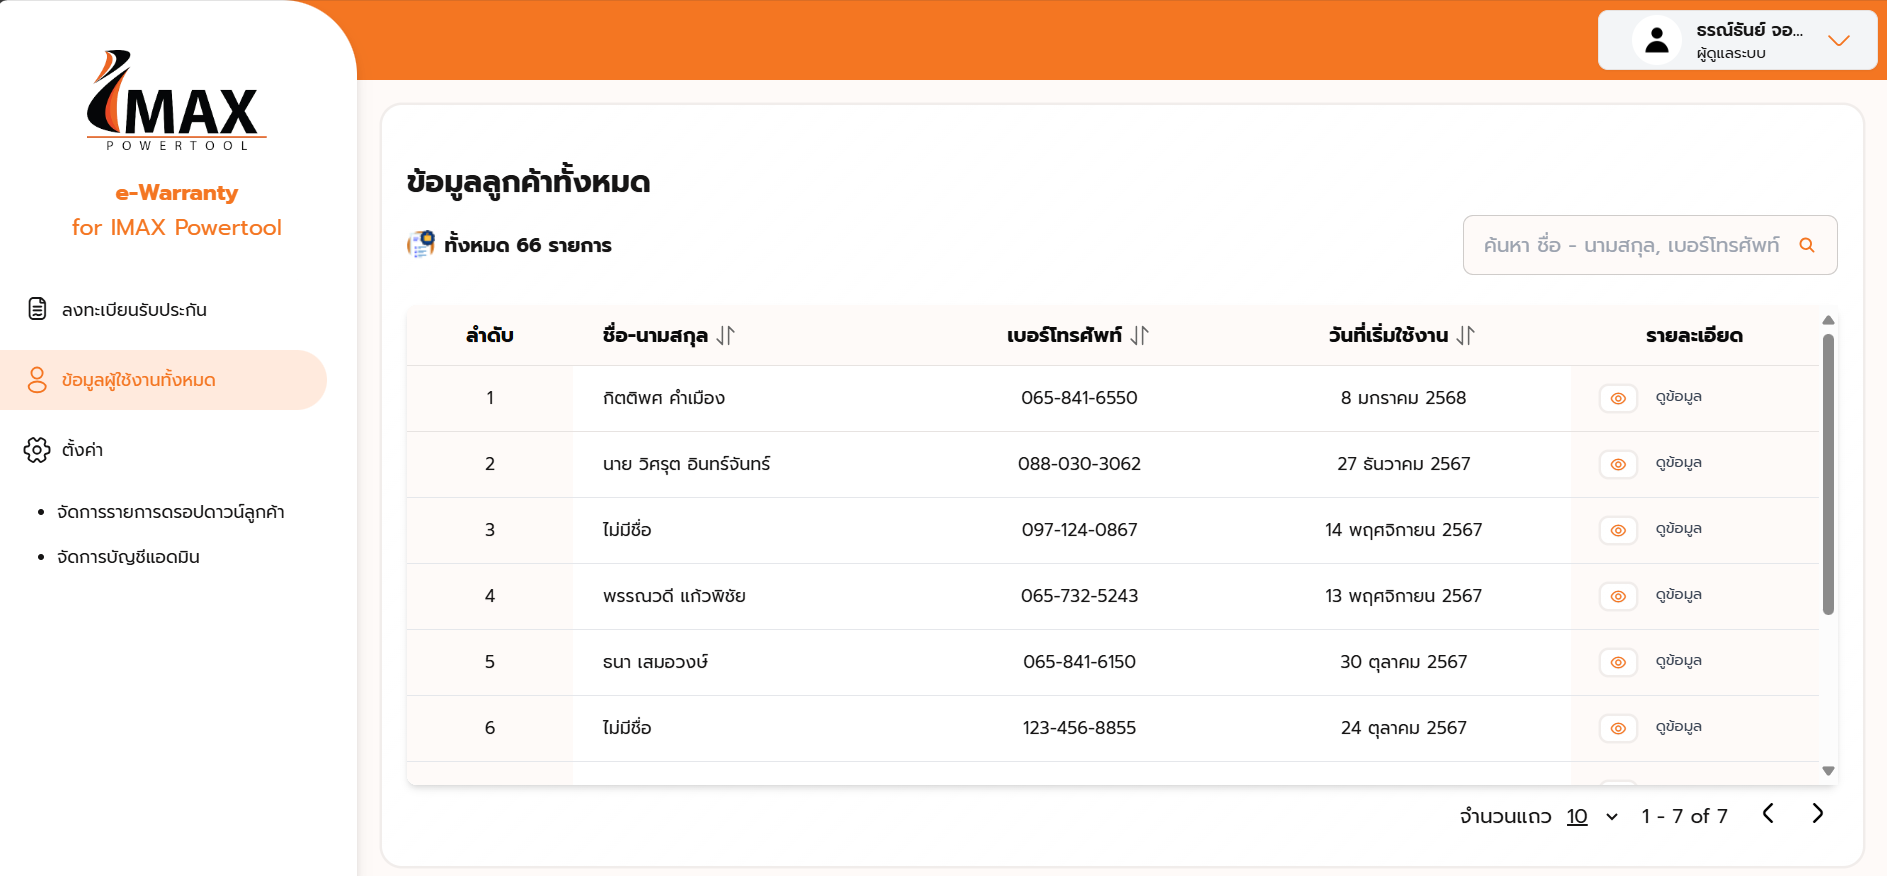 IMAX
POWERTOOL
e-Warranty
for IMAX Powertool
ลงทะเบียนรับประกัน
ข้อมูลผู้ใช้งานทั้งหมด
ตั้งค่า
จัดการรายการดรอปดาวน์ลูกค้า
จัดการบัญชีแอดมิน
ธรณ์ธันย์ จอ...
ผู้ดูแลระบบ
ข้อมูลลูกค้าทั้งหมด
ทั้งหมด 66 รายการ
ค้นหา ชื่อ - นามสกุล, เบอร์โทรศัพท์
ลำดับ ชื่อ-นามสกุล เบอร์โทรศัพท์ วันที่เริ่มใช้งาน รายละเอียด
1 กิตติพศ คำเมือง 065-841-6550 8 มกราคม 2568 ดูข้อมูล
2 นาย วิศรุต อินทร์จันทร์ 088-030-3062 27 ธันวาคม 2567 ดูข้อมูล
3 ไม่มีชื่อ 097-124-0867 14 พฤศจิกายน 2567 ดูข้อมูล
4 พรรณวดี แก้วพิชัย 065-732-5243 13 พฤศจิกายน 2567 ดูข้อมูล
5 ธนา เสมอวงษ์ 065-841-6150 30 ตุลาคม 2567 ดูข้อมูล
6 ไม่มีชื่อ 123-456-8855 24 ตุลาคม 2567 ดูข้อมูล
จำนวนแถว 10 1 - 7 of 7